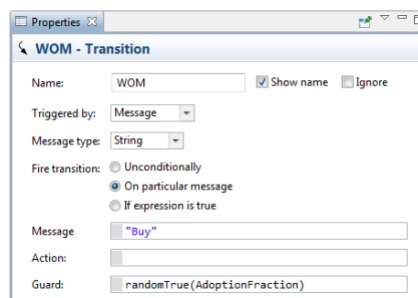 Properties
WOM - Transition
Name: WOM Show name Ignore
Triggered by: Message
Message type: String
Fire transition: Unconditionally
On particular message
If expression is true
Message "Buy"
Action:
Guard: randomTrue(AdoptionFraction)